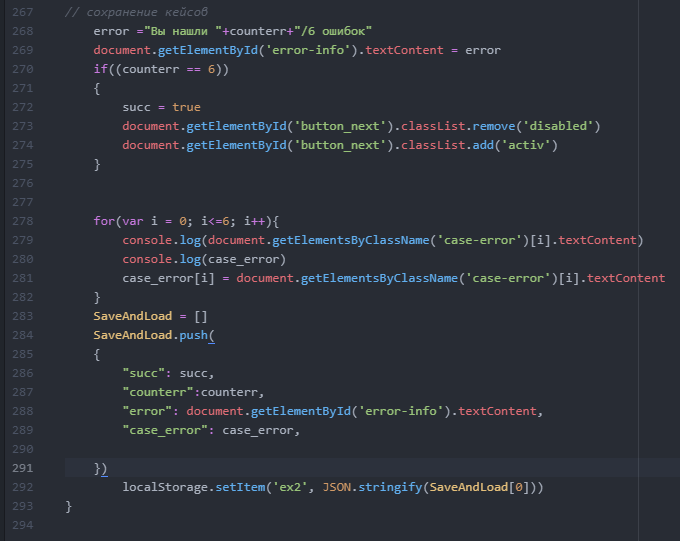 267 // сохранение кейсов
268 error ="Вы нашли "+counterr+"/6 ошибок"
269 document.getElementById('error-info').textContent = error
270 if((counterr == 6))
271 {
272 succ = true
273 document.getElementById('button_next').classList.remove('disabled')
274 document.getElementById('button_next').classList.add('activ')
275 }
276
277
278 for(var i = 0; i<=6; i++){
279 console.log(document.getElementsByClassName('case-error')[i].textContent)
280 console.log(case_error)
281 case_error[i] = document.getElementsByClassName('case-error')[i].textContent
282 }
283 SaveAndLoad = []
284 SaveAndLoad.push(
285 {
286 "succ": succ,
287 "counterr":counterr,
288 "error": document.getElementById('error-info').textContent,
289 "case_error": case_error,
290
291 })
292 localStorage.setItem('ex2', JSON.stringify(SaveAndLoad[0]))
293 }
294